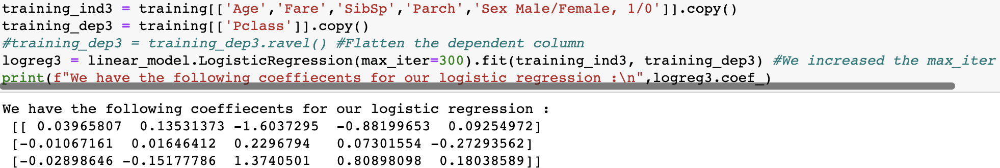 training_ind3 = training[['Age','Fare','SibSp','Parch','Sex Male/Female, 1/0']].copy()
training_dep3 = training[['Pclass']].copy()
#training_dep3 = training_dep3.ravel() #Flatten the dependent column
logreg3 = linear_model.LogisticRegression(max_iter=300).fit(training_ind3, training_dep3) #We increased the max_iter
print(f"We have the following coeffiecents for our logistic regression :\n",logreg3.coef_)
We have the following coeffiecents for our logistic regression :
[[ 0.03965807 0.13531373 -1.6037295 -0.88199653 0.09254972]
[-0.01067161 0.01646412 0.2296794 0.07301554 -0.27293562]
[-0.02898646 -0.15177786 1.3740501 0.80898098 0.18038589]]